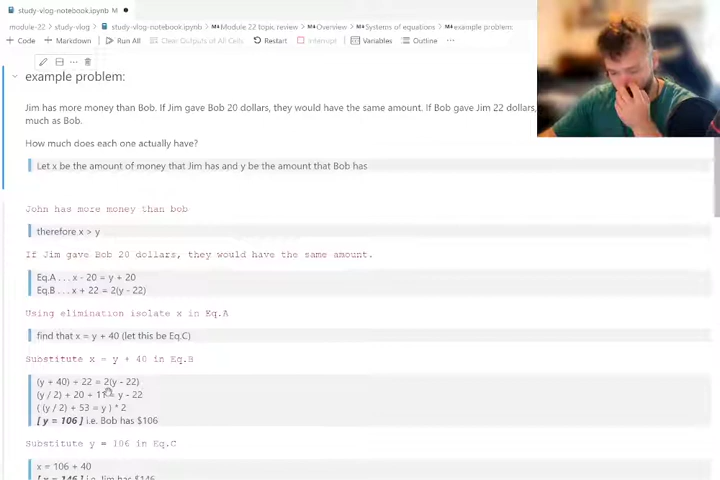 study-vlog-notebook.ipynb M
module-22 > study-vlog > study-vlog-notebook.ipynb > M↓ Module 22 topic review > M↓ Overview > M↓ Systems of equations > M↓ example problem:
+ Code + Markdown Run All Clear Outputs of All Cells Restart Interrupt Variables Outline ...
example problem:
Jim has more money than Bob. If Jim gave Bob 20 dollars, they would have the same amount. If Bob gave Jim 22 dollars,
much as Bob.
How much does each one actually have?
Let x be the amount of money that Jim has and y be the amount that Bob has
John has more money than bob
therefore x > y
If Jim gave Bob 20 dollars, they would have the same amount.
Eq.A . . . x - 20 = y + 20
Eq.B . . . x + 22 = 2(y - 22)
Using elimination isolate x in Eq.A
find that x = y + 40 (let this be Eq.C)
Substitute x = y + 40 in Eq.B
(y + 40) + 22 = 2(y - 22)
(y / 2) + 20 + 11 = y - 22
( (y / 2) + 53 = y ) * 2
[ y = 106 ] i.e. Bob has $106
Substitute y = 106 in Eq.C
x = 106 + 40
[ x = 146 ] i.e. Jim has $146